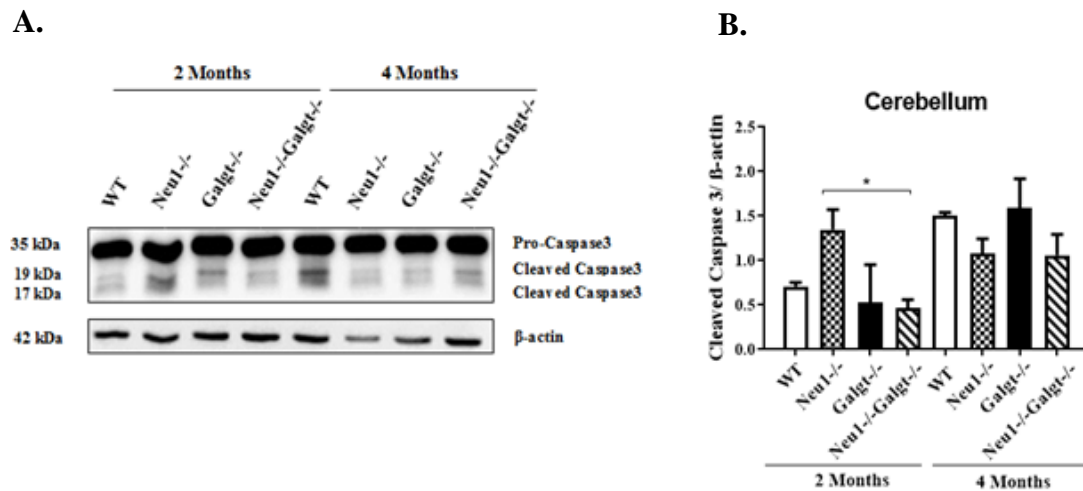 A.
2 Months 4 Months
WT Neu1-/- Galgt-/- Neu1-/-Galgt-/- WT Neu1-/- Galgt-/- Neu1-/-Galgt-/-
35 kDa Pro-Caspase3
19 kDa Cleaved Caspase3
17 kDa Cleaved Caspase3
42 kDa β-actin
B.
Cerebellum
Cleaved Caspase 3/ ß-actin
2.5
2.0
1.5
1.0
0.5
0.0
*
WT Neu1-/- Galgt-/- Neu1-/-Galgt-/- WT Neu1-/- Galgt-/- Neu1-/-Galgt-/-
2 Months 4 Months